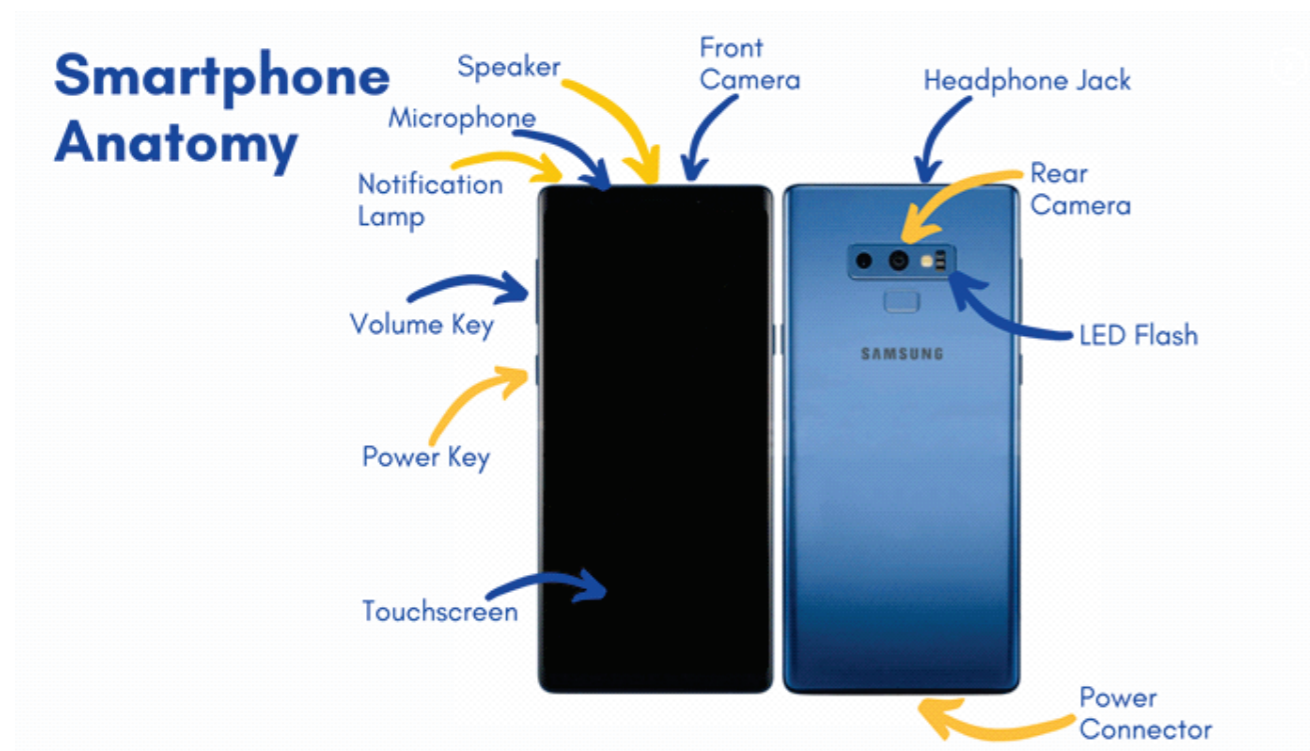 Smartphone
Anatomy
Speaker
Front
Camera
Headphone Jack
Microphone
Notification
Lamp
Rear
Camera
Volume Key
LED Flash
SAMSUNG
Power Key
Touchscreen
Power
Connector